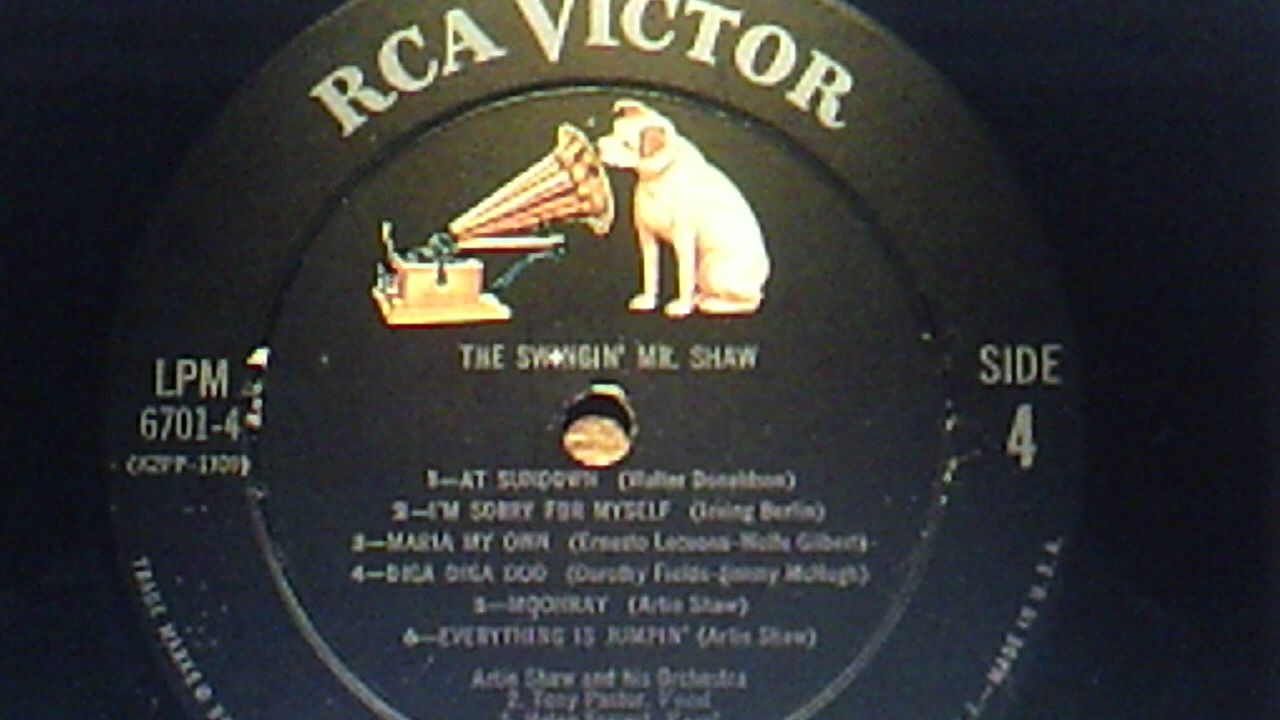 RCA VICTOR
THE SWINGIN' MR. SHAW
LPM
6701-4
SIDE
4
1—AT SUNDOWN (Walter Donaldson)
2—I'M SORRY FOR MYSELF (Irving Berlin)
3—MARIA MY OWN (Ernesto Lecuona-Wolfe Gilbert)
4—DIGA DIGA DOO (Dorothy Fields-Jimmy McHugh)
5—MOONRAY (Artie Shaw)
6—EVERYTHING IS JUMPIN' (Artie Shaw)
Artie Shaw and his Orchestra
2. Tony Pastor, Vocal
TRADE MARKS ®
MADE IN U.S.A.